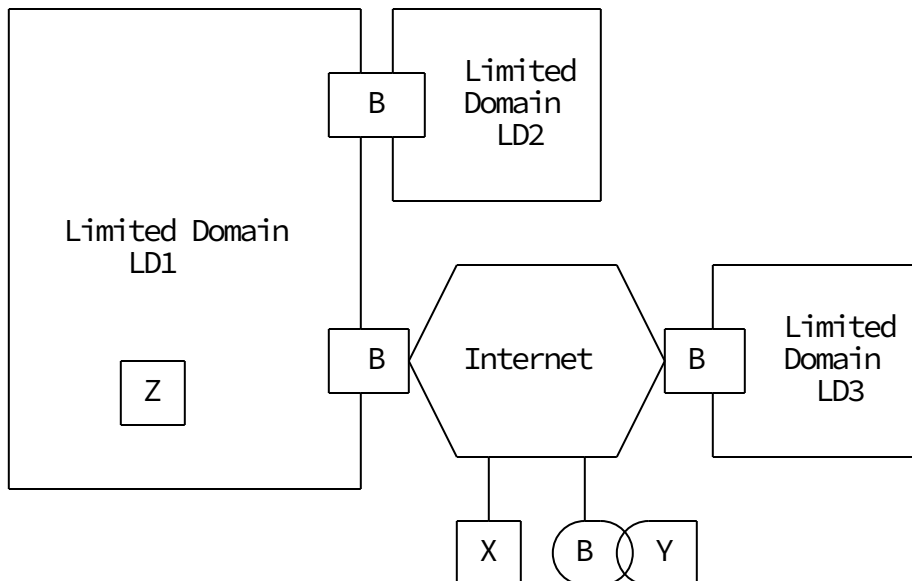 Limited
Domain
LD2
B
Limited Domain
LD1
B
Internet
B
Limited
Domain
LD3
Z
X
B
Y